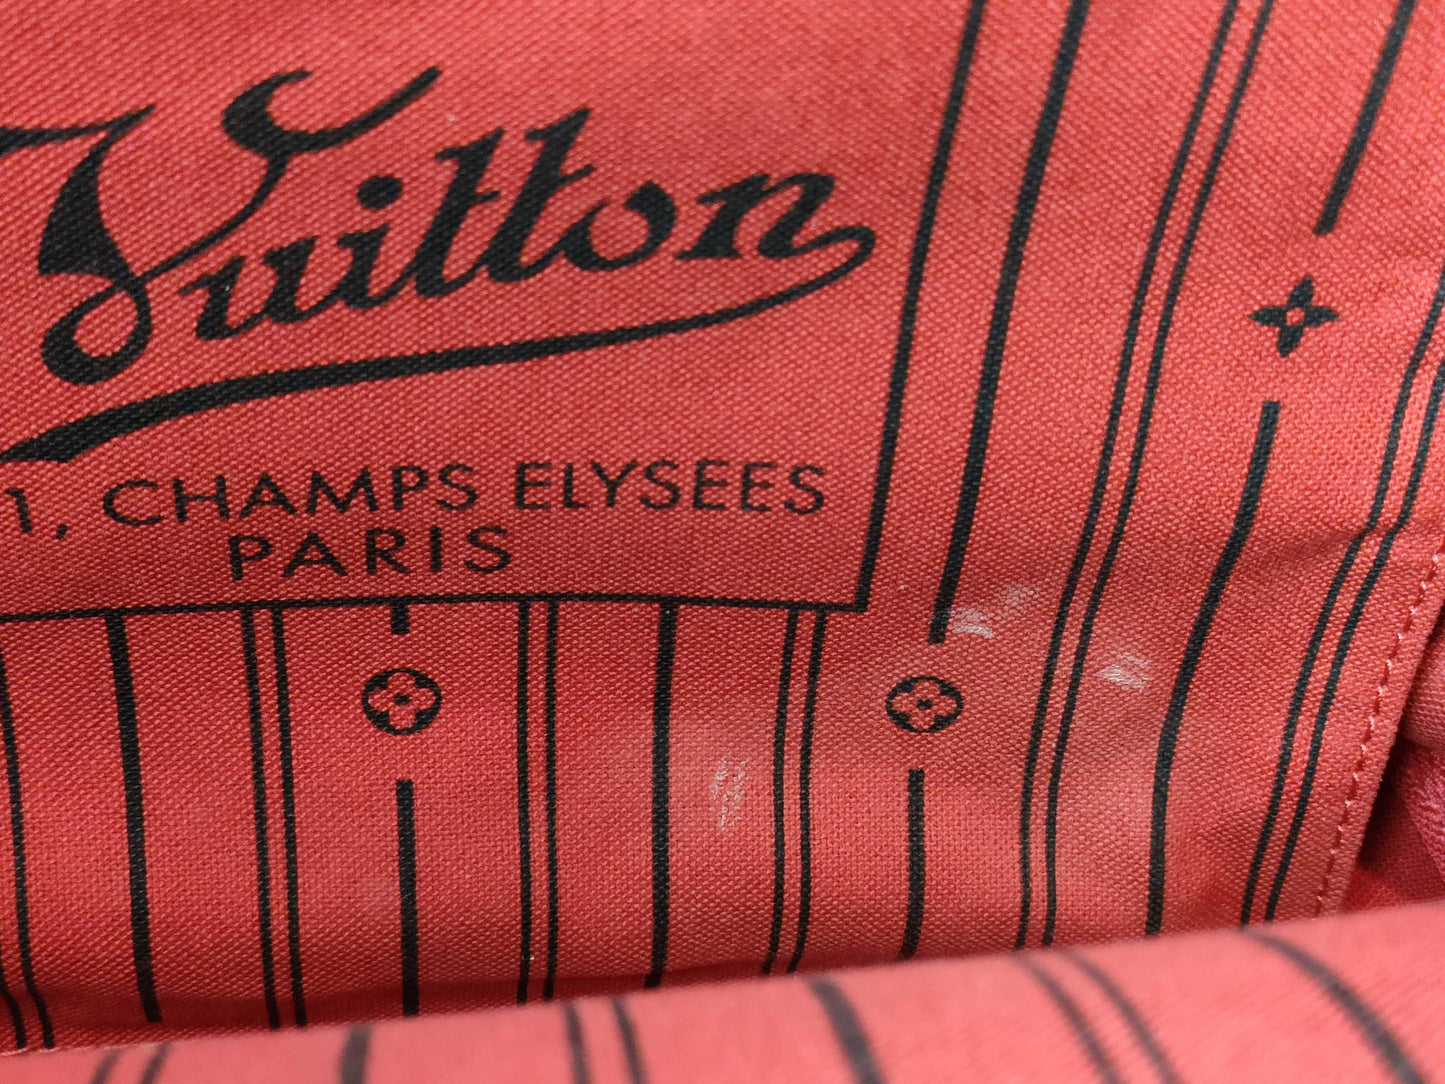 Vuitton
1, CHAMPS ELYSEES
PARIS